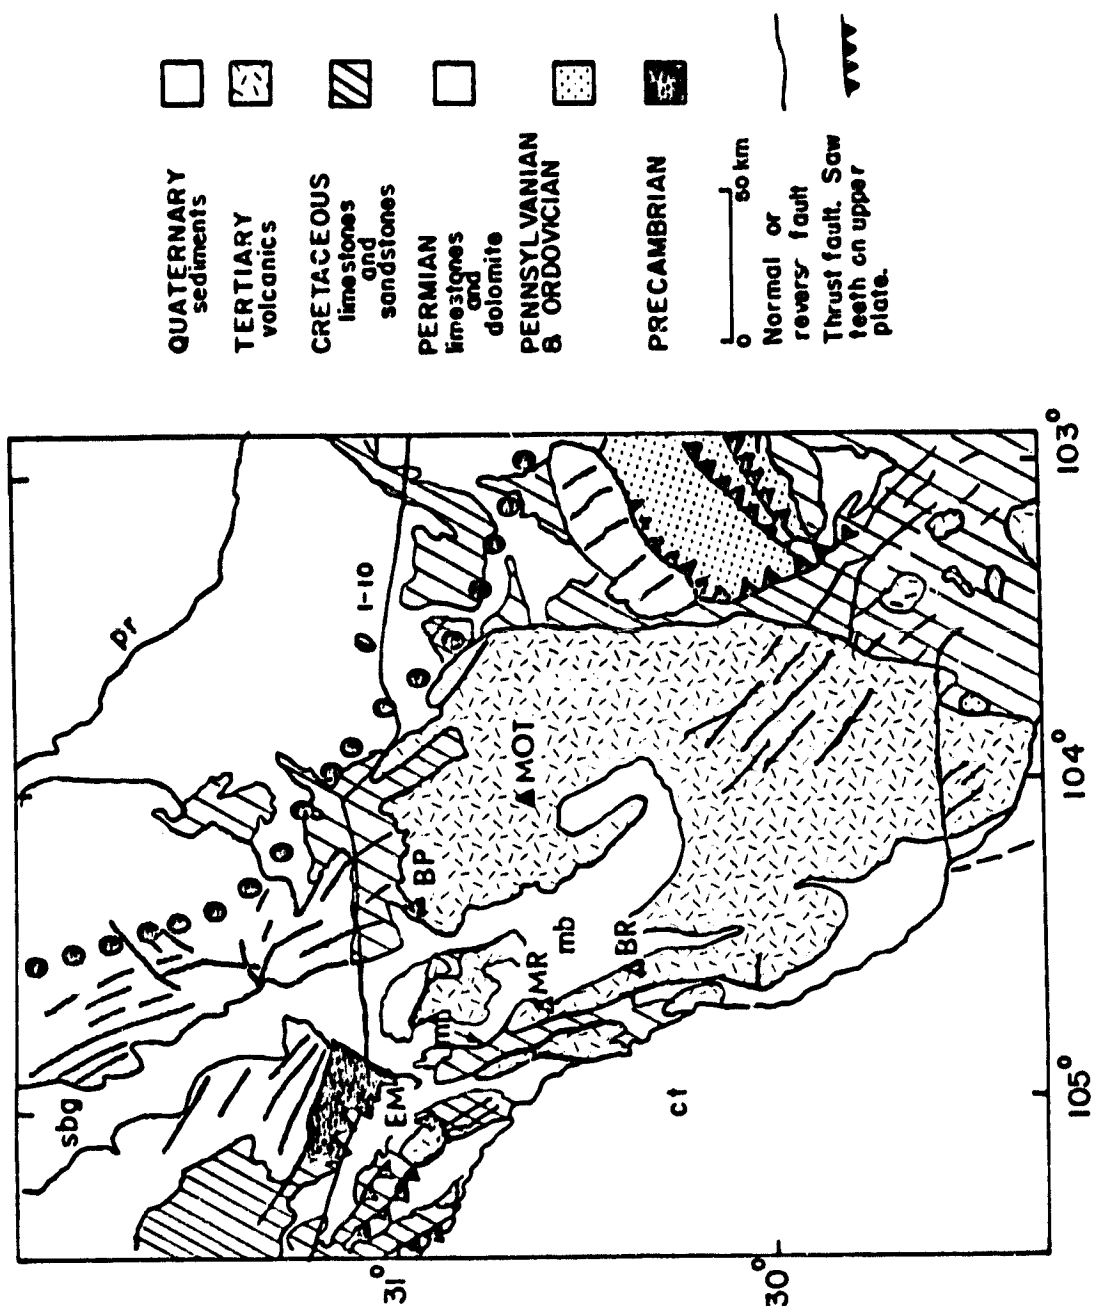 QUATERNARY
sediments
TERTIARY
volcanics
CRETACEOUS
limestones
and
sandstones
PERMIAN
limestones
and
dolomite
PENNSYLVANIAN
& ORDOVICIAN
PRECAMBRIAN
0 50 km
Normal or
revers fault
Thrust fault. Saw
teeth on upper
plate.
pr
I-10
sbg
MOT
BP
mb
BR
MR
mb
EM
ct
31°
30°
105°
104°
103°